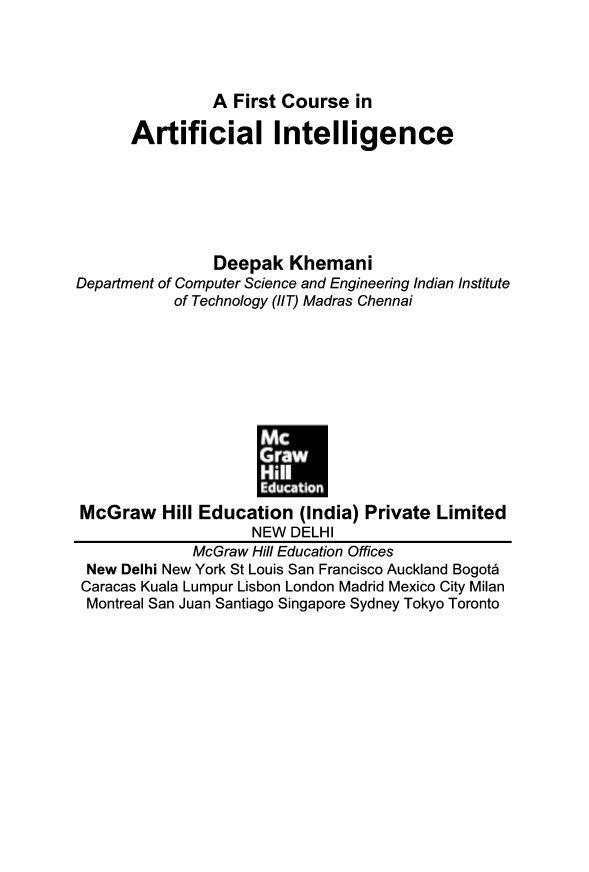 A First Course in
Artificial Intelligence
Deepak Khemani
Department of Computer Science and Engineering Indian Institute
of Technology (IIT) Madras Chennai
Mc
Graw
Hill
Education
McGraw Hill Education (India) Private Limited
NEW DELHI
McGraw Hill Education Offices
New Delhi New York St Louis San Francisco Auckland Bogotá
Caracas Kuala Lumpur Lisbon London Madrid Mexico City Milan
Montreal San Juan Santiago Singapore Sydney Tokyo Toronto